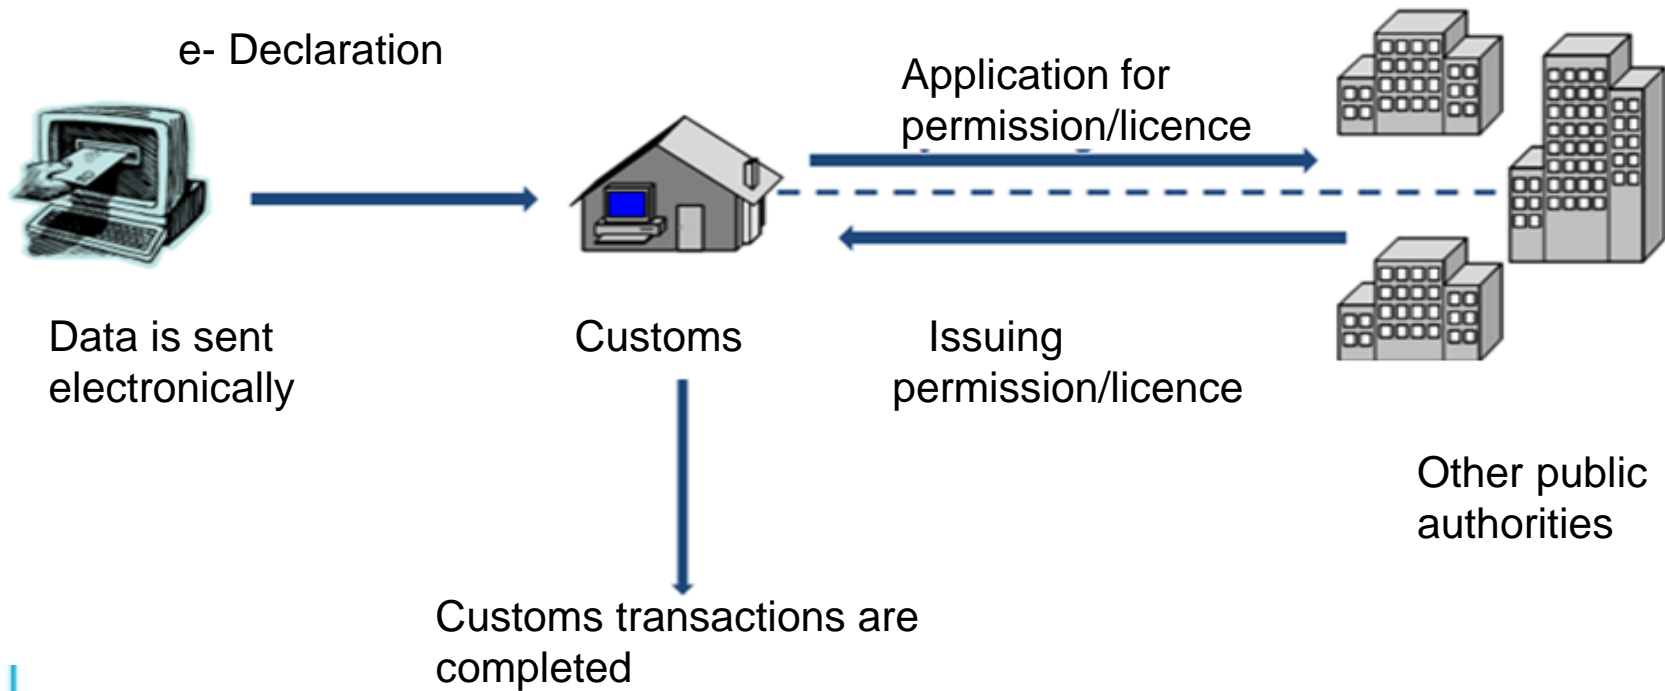 e- Declaration
Application for
permission/licence
Data is sent
electronically
Customs
Issuing
permission/licence
Other public
authorities
Customs transactions are
completed